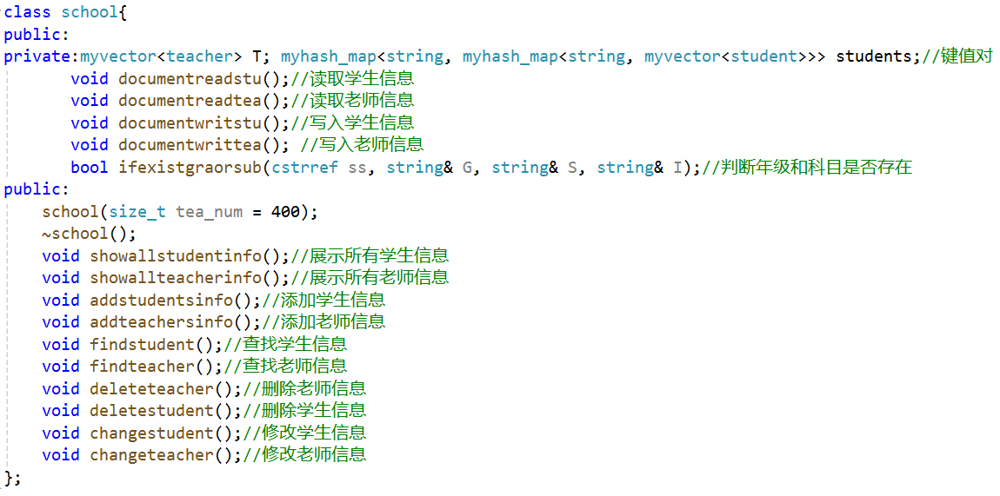 class school{
public:
private:myvector<teacher> T; myhash_map<string, myhash_map<string, myvector<student>>> students;//键值对
void documentreadstu();//读取学生信息
void documentreadtea();//读取老师信息
void documentwritstu();//写入学生信息
void documentwrittea(); //写入老师信息
bool ifexistgraorsub(cstrref ss, string& G, string& S, string& I);//判断年级和科目是否存在
public:
school(size_t tea_num = 400);
~school();
void showallstudentinfo();//展示所有学生信息
void showallteacherinfo();//展示所有老师信息
void addstudentsinfo();//添加学生信息
void addteachersinfo();//添加老师信息
void findstudent();//查找学生信息
void findteacher();//查找老师信息
void deleteteacher();//删除老师信息
void deletestudent();//删除学生信息
void changestudent();//修改学生信息
void changeteacher();//修改老师信息
};